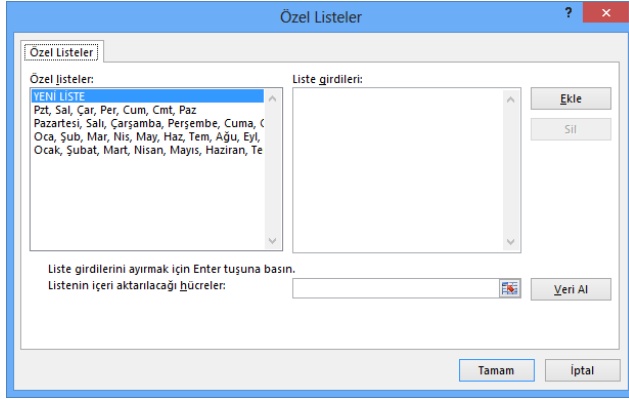 Özel Listeler
? ×
Özel Listeler
Özel listeler:
YENİ LİSTE
Pzt, Sal, Çar, Per, Cum, Cmt, Paz
Pazartesi, Salı, Çarşamba, Perşembe, Cuma, C
Oca, Şub, Mar, Nis, May, Haz, Tem, Ağu, Eyl,
Ocak, Şubat, Mart, Nisan, Mayıs, Haziran, Te
Liste girdileri:
Ekle
Sil
Liste girdilerini ayırmak için Enter tuşuna basın.
Listenin içeri aktarılacağı hücreler:
Veri Al
Tamam
İptal